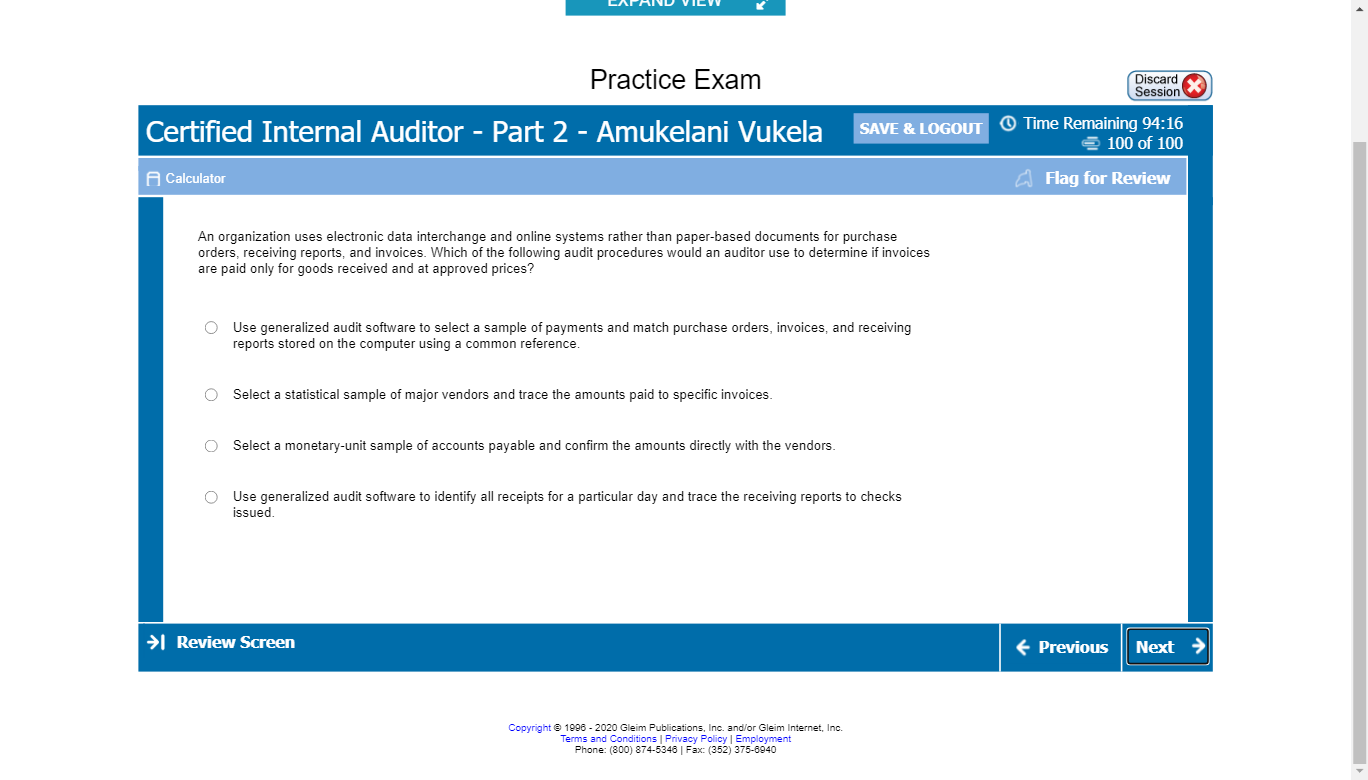 EXPAND VIEW
Practice Exam
Discard
Session
Certified Internal Auditor - Part 2 - Amukelani Vukela
SAVE & LOGOUT
Time Remaining 94:16
100 of 100
Calculator
Flag for Review
An organization uses electronic data interchange and online systems rather than paper-based documents for purchase
orders, receiving reports, and invoices. Which of the following audit procedures would an auditor use to determine if invoices
are paid only for goods received and at approved prices?
Use generalized audit software to select a sample of payments and match purchase orders, invoices, and receiving
reports stored on the computer using a common reference.
Select a statistical sample of major vendors and trace the amounts paid to specific invoices.
Select a monetary-unit sample of accounts payable and confirm the amounts directly with the vendors.
Use generalized audit software to identify all receipts for a particular day and trace the receiving reports to checks
issued.
Review Screen
Previous
Next
Copyright © 1996 - 2020 Gleim Publications, Inc. and/or Gleim Internet, Inc.
Terms and Conditions | Privacy Policy | Employment
Phone: (800) 874-5346 | Fax: (352) 375-6940